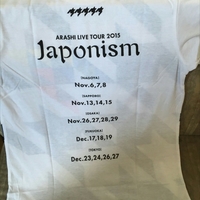 ARASHI LIVE TOUR 2015
Japonism
[NAGOYA]
Nov.6,7,8
[SAPPORO]
Nov.13,14,15
[OSAKA]
Nov.26,27,28,29
[FUKUOKA]
Dec.17,18,19
[TOKYO]
Dec.23,24,26,27